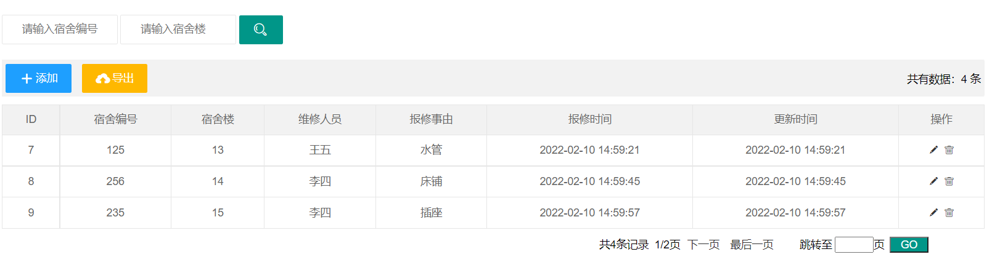 请输入宿舍编号 请输入宿舍楼
添加 导出 共有数据：4 条
ID 宿舍编号 宿舍楼 维修人员 报修事由 报修时间 更新时间 操作
7 125 13 王五 水管 2022-02-10 14:59:21 2022-02-10 14:59:21
8 256 14 李四 床铺 2022-02-10 14:59:45 2022-02-10 14:59:45
9 235 15 李四 插座 2022-02-10 14:59:57 2022-02-10 14:59:57
共4条记录 1/2页 下一页 最后一页 跳转至 页 GO